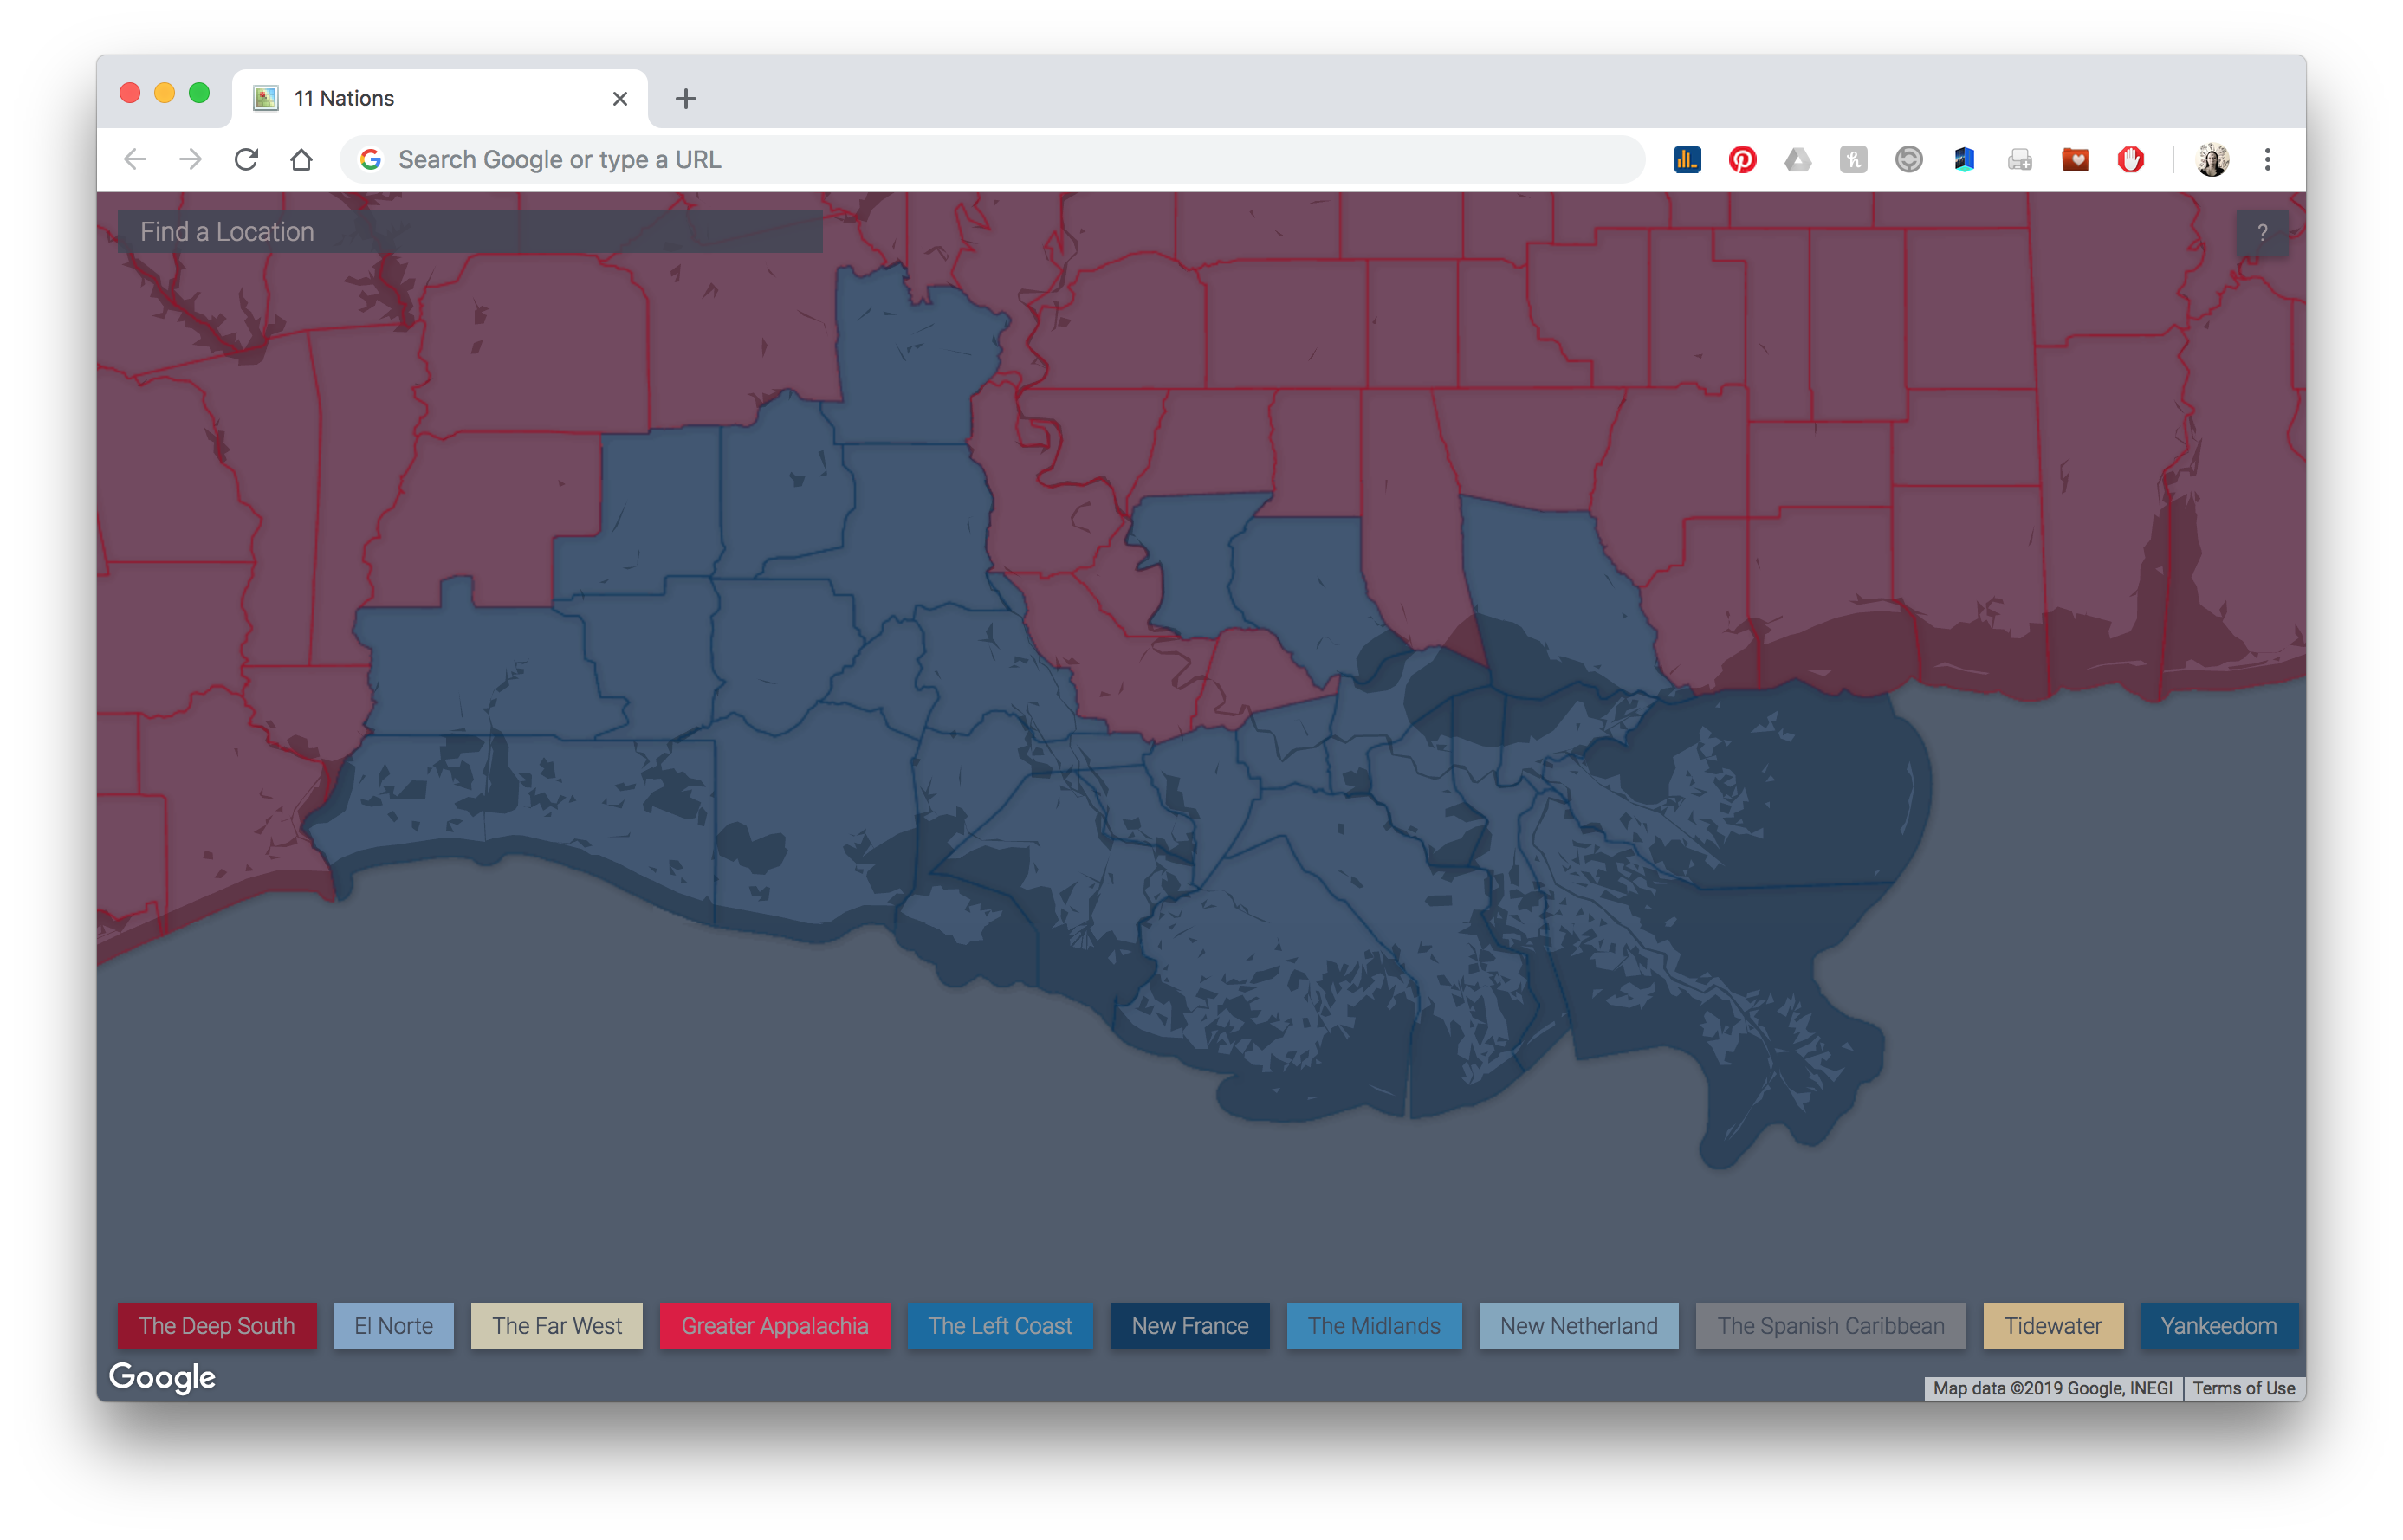 11 Nations
Search Google or type a URL
Find a Location
?
The Deep South
El Norte
The Far West
Greater Appalachia
The Left Coast
New France
The Midlands
New Netherland
The Spanish Caribbean
Tidewater
Yankeedom
Google
Map data ©2019 Google, INEGI
Terms of Use